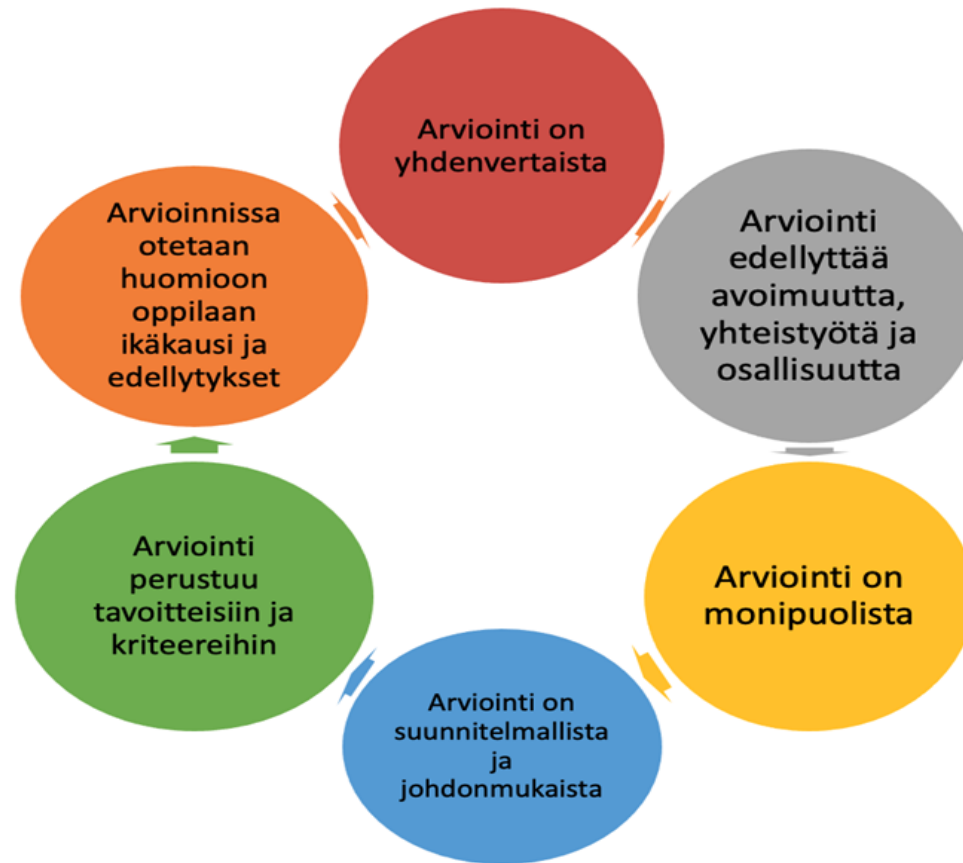 Arviointi on
yhdenvertaista
Arviointi
edellyttää
avoimuutta,
yhteistyötä ja
osallisuutta
Arviointi on
monipuolista
Arviointi on
suunnitelmallista
ja
johdonmukaista
Arviointi
perustuu
tavoitteisiin ja
kriteereihin
Arvioinnissa
otetaan
huomioon
oppilaan
ikäkausi ja
edellytykset